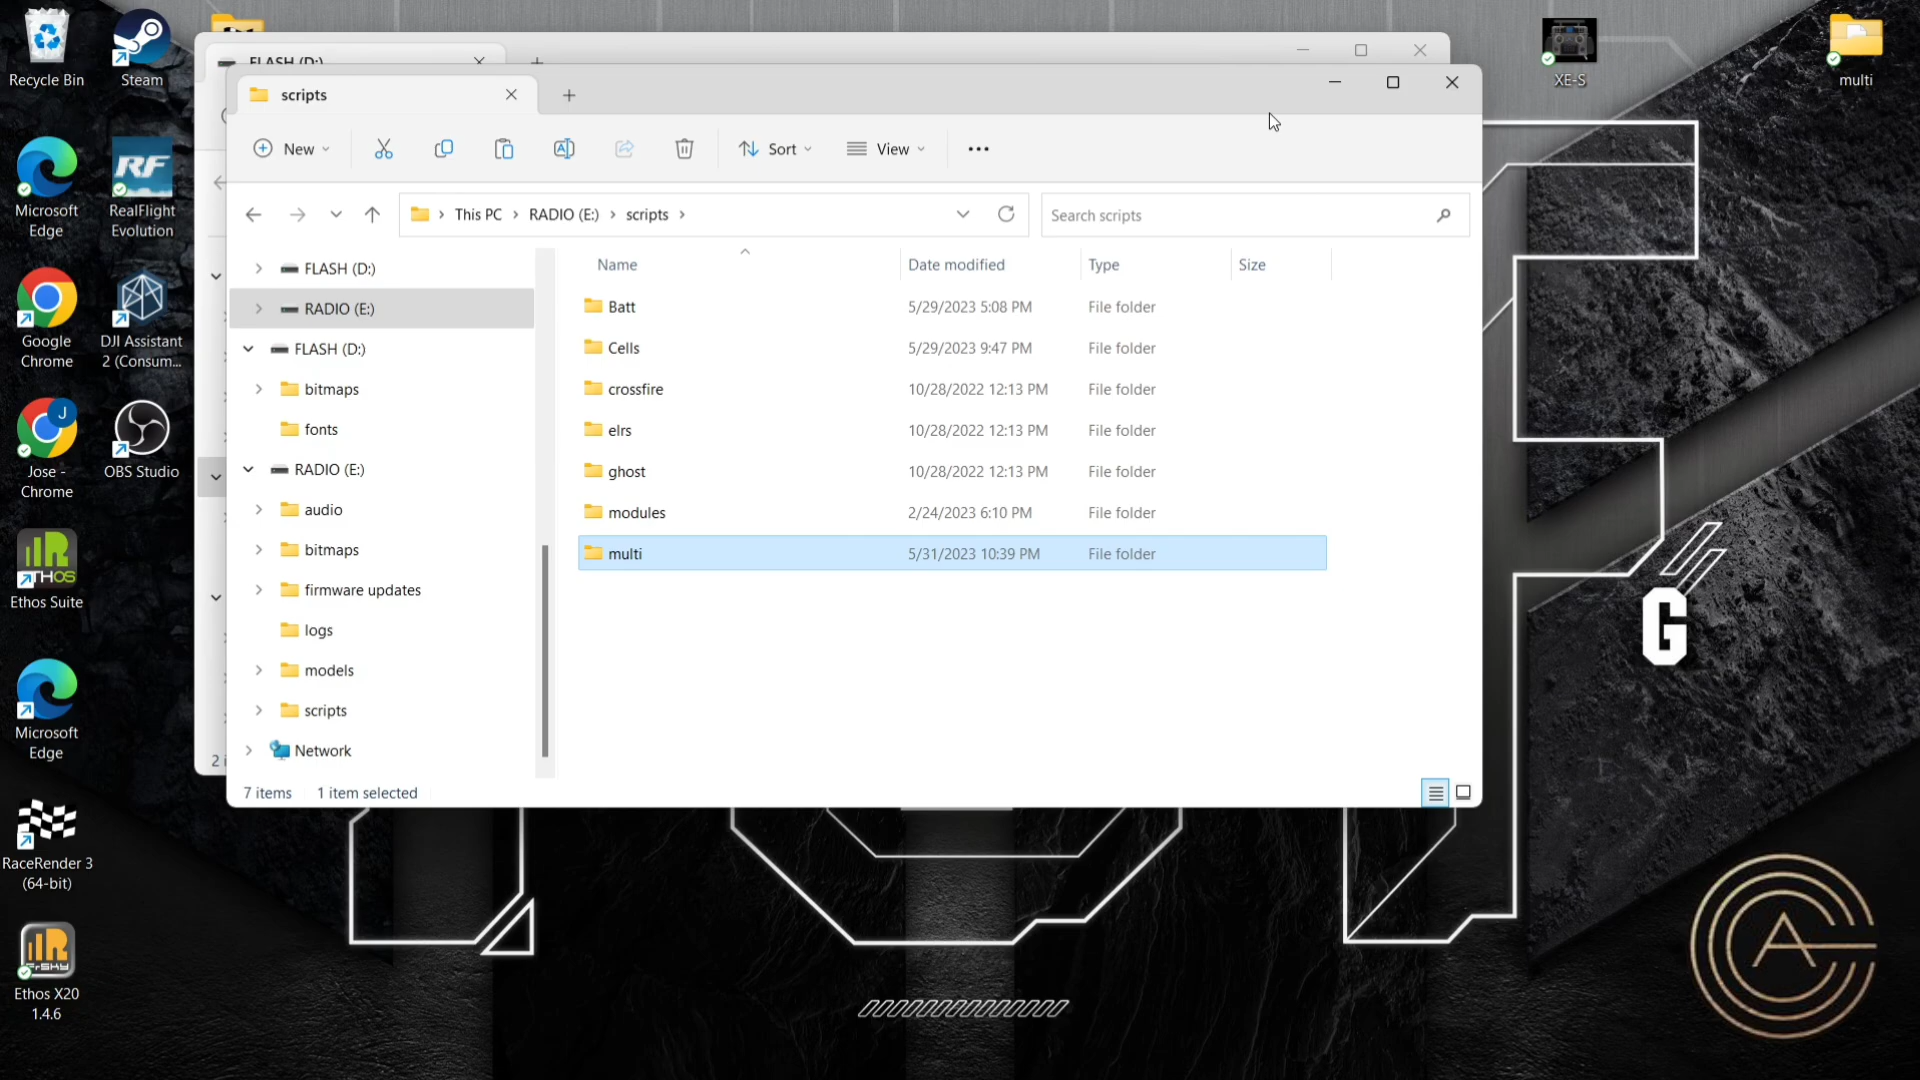 Recycle Bin
Steam
Microsoft
Edge
RF
RealFlight
Evolution
Google
Chrome
DJI Assistant
2 (Consum...
J
Jose -
Chrome
OBS Studio
THOS
Ethos Suite
Microsoft
Edge
RaceRender 3
(64-bit)
FrSKY
Ethos X20
1.4.6
XE-S
multi
FLASH (D:)
scripts
New
Sort
View
This PC
RADIO (E:)
scripts
Search scripts
FLASH (D:)
RADIO (E:)
FLASH (D:)
bitmaps
fonts
RADIO (E:)
audio
bitmaps
firmware updates
logs
models
scripts
Network
Name
Date modified
Type
Size
Batt
5/29/2023 5:08 PM
File folder
Cells
5/29/2023 9:47 PM
File folder
crossfire
10/28/2022 12:13 PM
File folder
elrs
10/28/2022 12:13 PM
File folder
ghost
10/28/2022 12:13 PM
File folder
modules
2/24/2023 6:10 PM
File folder
multi
5/31/2023 10:39 PM
File folder
7 items
1 item selected
2 i
G